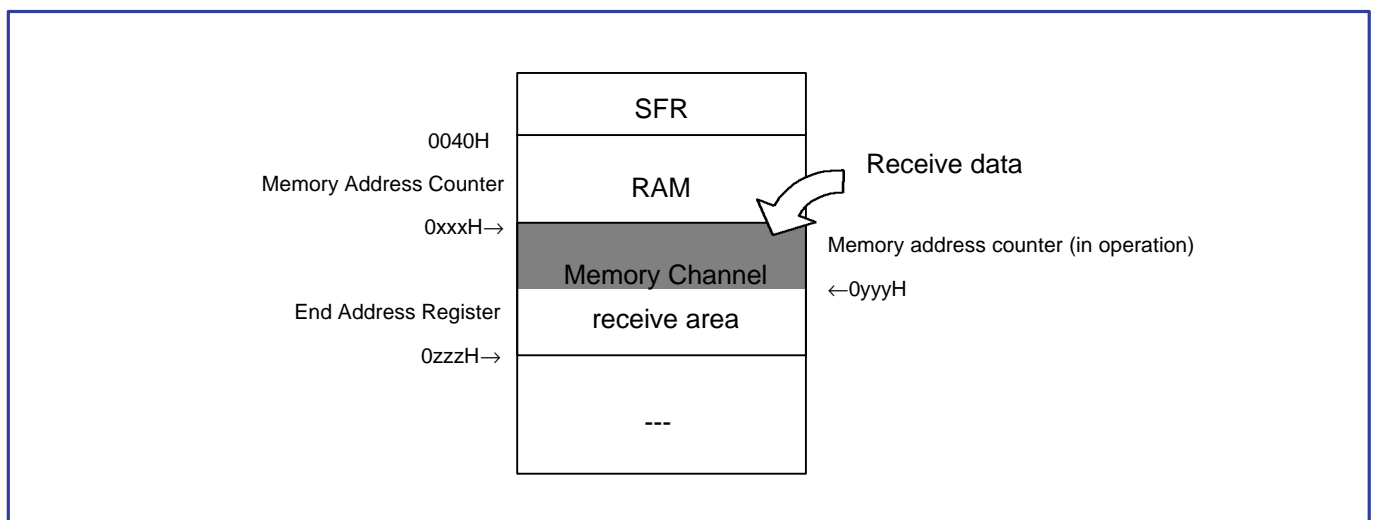 SFR
0040H
Memory Address Counter
RAM
Receive data
0xxxH→
Memory address counter (in operation)
Memory Channel
←0yyyH
End Address Register
receive area
0zzzH→
---